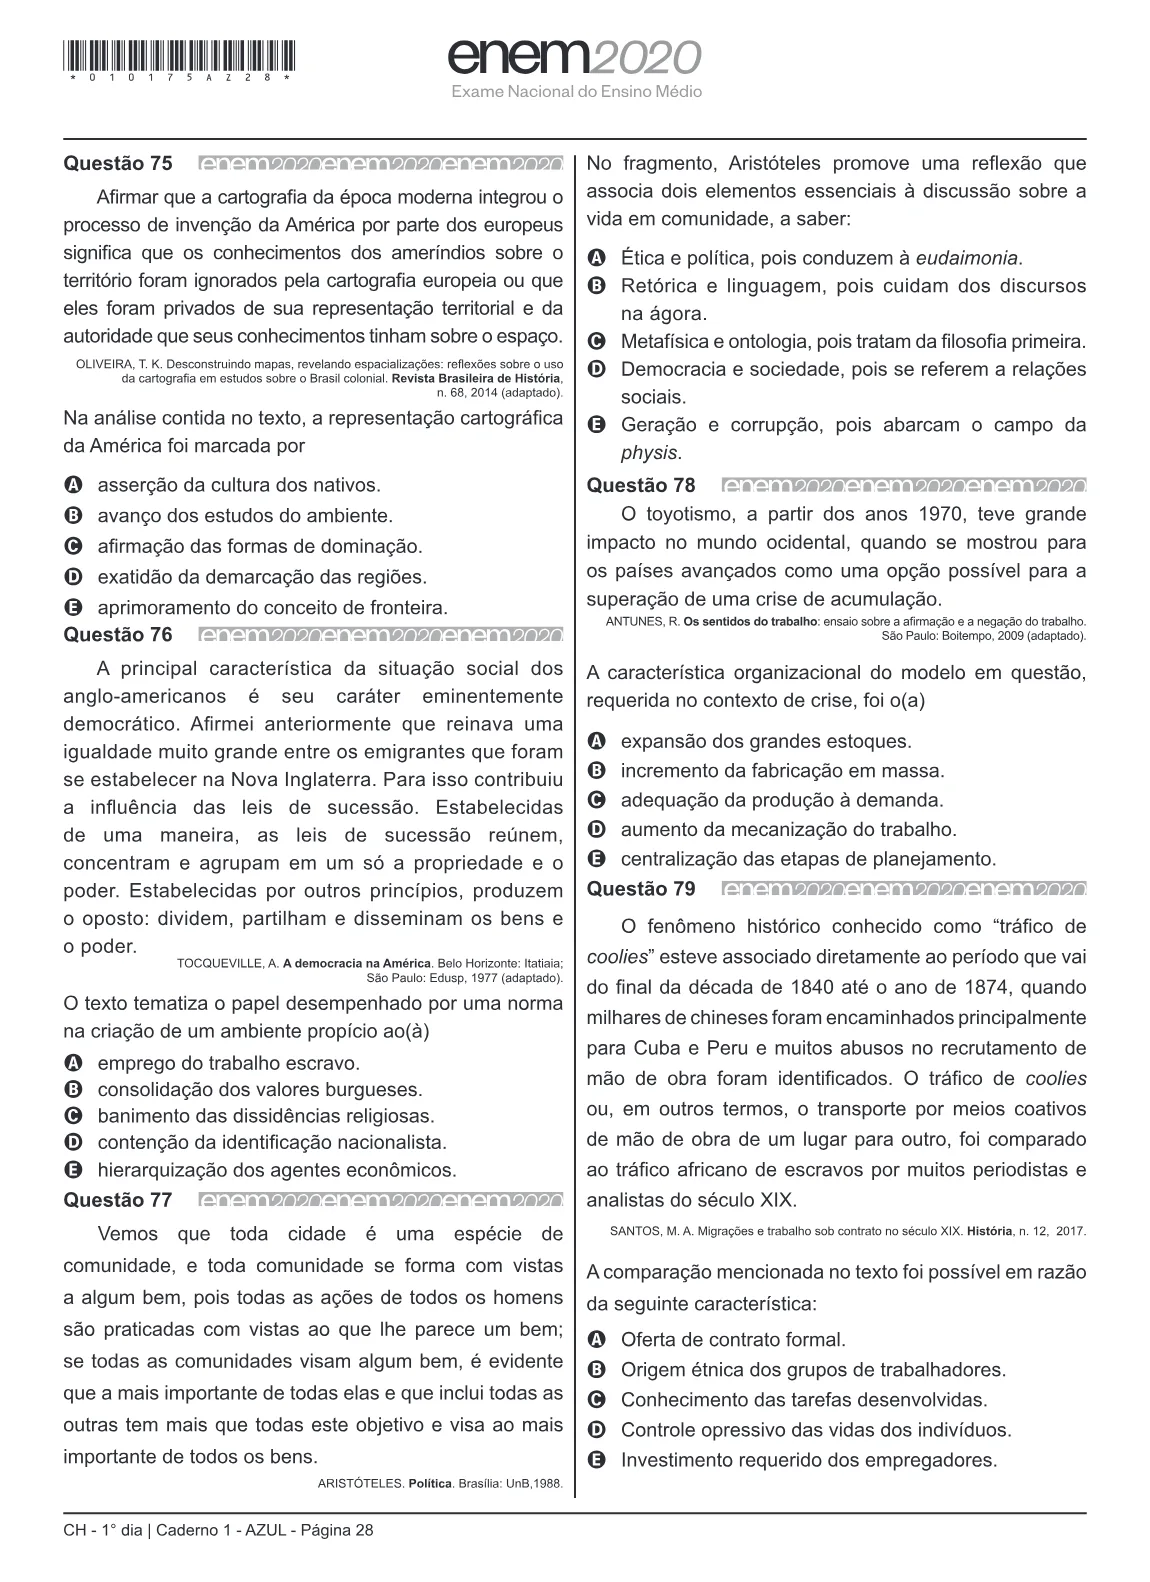 *010175AZ28*
enem2020
Exame Nacional do Ensino Médio
Questão 75 enem2020enem2020enem2020
Afirmar que a cartografia da época moderna integrou o
processo de invenção da América por parte dos europeus
significa que os conhecimentos dos ameríndios sobre o
território foram ignorados pela cartografia europeia ou que
eles foram privados de sua representação territorial e da
autoridade que seus conhecimentos tinham sobre o espaço.
OLIVEIRA, T. K. Desconstruindo mapas, revelando espacializações: reflexões sobre o uso
da cartografia em estudos sobre o Brasil colonial. Revista Brasileira de História,
n. 68, 2014 (adaptado).
Na análise contida no texto, a representação cartográfica
da América foi marcada por
A asserção da cultura dos nativos.
B avanço dos estudos do ambiente.
C afirmação das formas de dominação.
D exatidão da demarcação das regiões.
E aprimoramento do conceito de fronteira.
Questão 76 enem2020enem2020enem2020
A principal característica da situação social dos
anglo-americanos é seu caráter eminentemente
democrático. Afirmei anteriormente que reinava uma
igualdade muito grande entre os emigrantes que foram
se estabelecer na Nova Inglaterra. Para isso contribuiu
a influência das leis de sucessão. Estabelecidas
de uma maneira, as leis de sucessão reúnem,
concentram e agrupam em um só a propriedade e o
poder. Estabelecidas por outros princípios, produzem
o oposto: dividem, partilham e disseminam os bens e
o poder.
TOCQUEVILLE, A. A democracia na América. Belo Horizonte: Itatiaia;
São Paulo: Edusp, 1977 (adaptado).
O texto tematiza o papel desempenhado por uma norma
na criação de um ambiente propício ao(à)
A emprego do trabalho escravo.
B consolidação dos valores burgueses.
C banimento das dissidências religiosas.
D contenção da identificação nacionalista.
E hierarquização dos agentes econômicos.
Questão 77 enem2020enem2020enem2020
Vemos que toda cidade é uma espécie de
comunidade, e toda comunidade se forma com vistas
a algum bem, pois todas as ações de todos os homens
são praticadas com vistas ao que lhe parece um bem;
se todas as comunidades visam algum bem, é evidente
que a mais importante de todas elas e que inclui todas as
outras tem mais que todas este objetivo e visa ao mais
importante de todos os bens.
ARISTÓTELES. Política. Brasília: UnB,1988.
No fragmento, Aristóteles promove uma reflexão que
associa dois elementos essenciais à discussão sobre a
vida em comunidade, a saber:
A Ética e política, pois conduzem à eudaimonia.
B Retórica e linguagem, pois cuidam dos discursos
na ágora.
C Metafísica e ontologia, pois tratam da filosofia primeira.
D Democracia e sociedade, pois se referem a relações
sociais.
E Geração e corrupção, pois abarcam o campo da
physis.
Questão 78 enem2020enem2020enem2020
O toyotismo, a partir dos anos 1970, teve grande
impacto no mundo ocidental, quando se mostrou para
os países avançados como uma opção possível para a
superação de uma crise de acumulação.
ANTUNES, R. Os sentidos do trabalho: ensaio sobre a afirmação e a negação do trabalho.
São Paulo: Boitempo, 2009 (adaptado).
A característica organizacional do modelo em questão,
requerida no contexto de crise, foi o(a)
A expansão dos grandes estoques.
B incremento da fabricação em massa.
C adequação da produção à demanda.
D aumento da mecanização do trabalho.
E centralização das etapas de planejamento.
Questão 79 enem2020enem2020enem2020
O fenômeno histórico conhecido como “tráfico de
coolies” esteve associado diretamente ao período que vai
do final da década de 1840 até o ano de 1874, quando
milhares de chineses foram encaminhados principalmente
para Cuba e Peru e muitos abusos no recrutamento de
mão de obra foram identificados. O tráfico de coolies
ou, em outros termos, o transporte por meios coativos
de mão de obra de um lugar para outro, foi comparado
ao tráfico africano de escravos por muitos periodistas e
analistas do século XIX.
SANTOS, M. A. Migrações e trabalho sob contrato no século XIX. História, n. 12, 2017.
A comparação mencionada no texto foi possível em razão
da seguinte característica:
A Oferta de contrato formal.
B Origem étnica dos grupos de trabalhadores.
C Conhecimento das tarefas desenvolvidas.
D Controle opressivo das vidas dos indivíduos.
E Investimento requerido dos empregadores.
CH - 1° dia | Caderno 1 - AZUL - Página 28